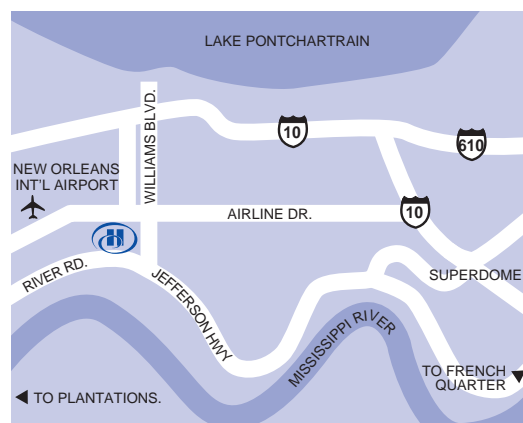 LAKE PONTCHARTRAIN
WILLIAMS BLVD.
10
610
NEW ORLEANS
INT'L AIRPORT
AIRLINE DR.
10
H
RIVER RD.
JEFFERSON HWY
SUPERDOME
MISSISSIPPI RIVER
TO FRENCH
QUARTER
TO PLANTATIONS.